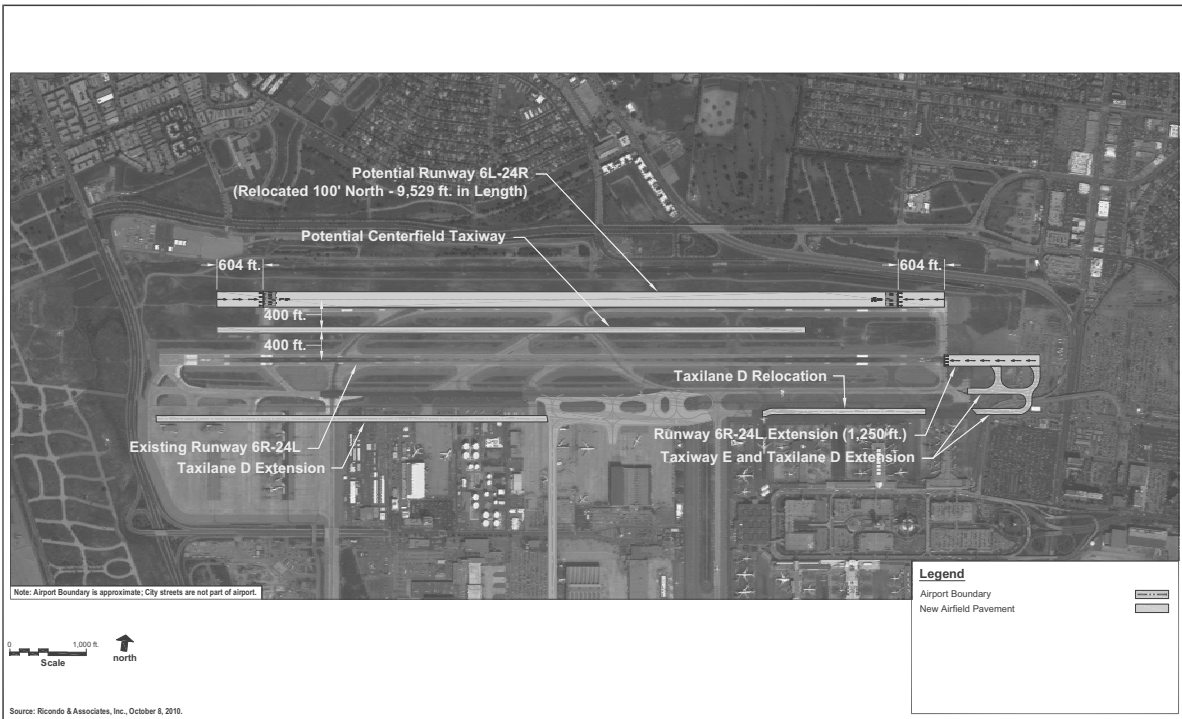 Potential Runway 6L-24R
(Relocated 100' North - 9,529 ft. in Length)
Potential Centerfield Taxiway
604 ft.
604 ft.
400 ft.
400 ft.
Taxilane D Relocation
Existing Runway 6R-24L
Taxilane D Extension
Runway 6R-24L Extension (1,250 ft.)
Taxiway E and Taxilane D Extension
Note: Airport Boundary is approximate; City streets are not part of airport.
Legend
Airport Boundary
New Airfield Pavement
0
1,000 ft.
Scale
north
Source: Ricondo & Associates, Inc., October 8, 2010.